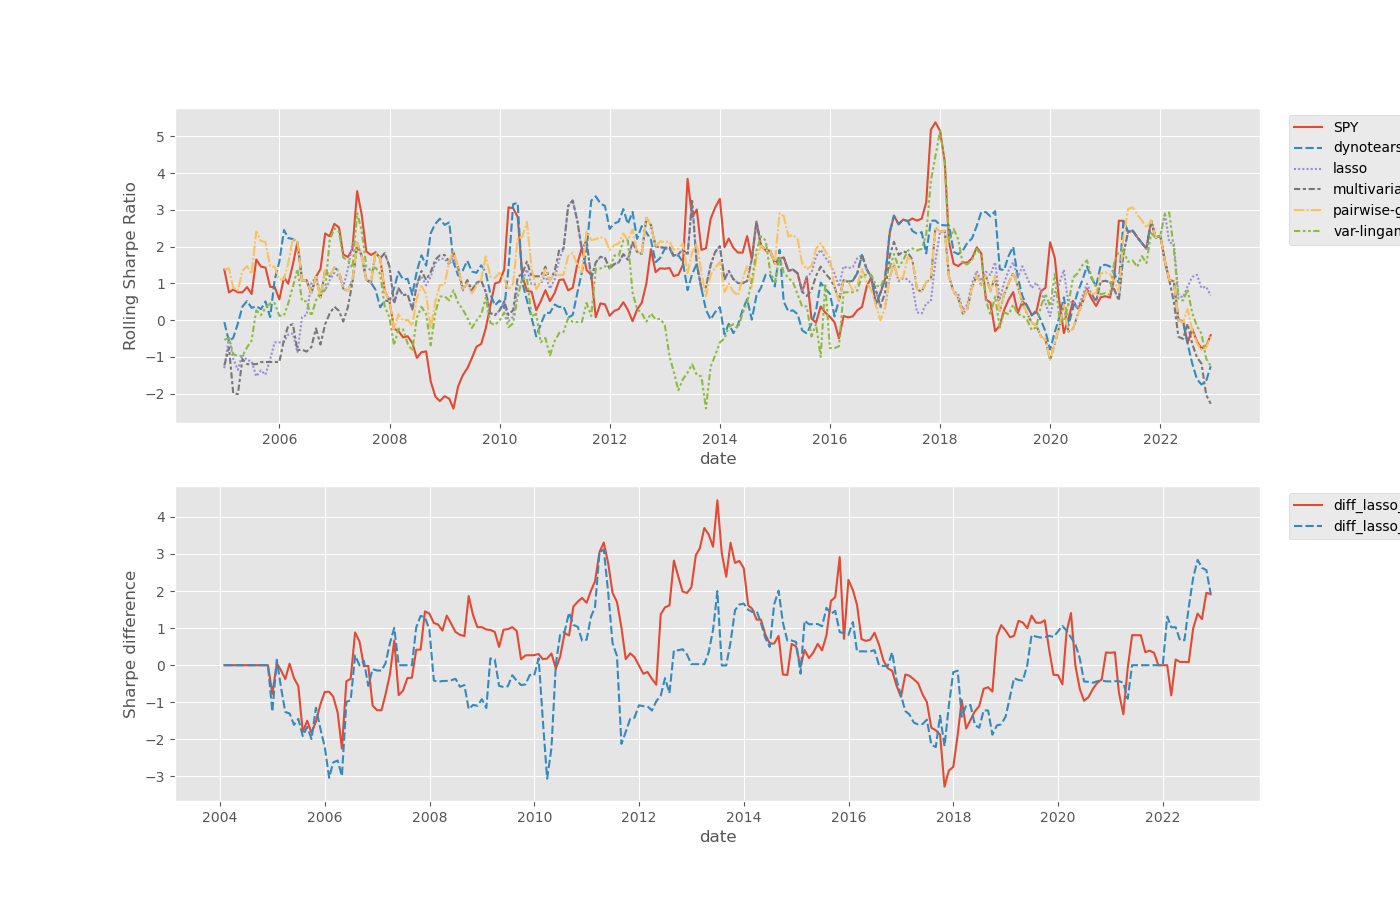 Rolling Sharpe Ratio
5
4
3
2
1
0
−1
−2
2006 2008 2010 2012 2014 2016 2018 2020 2022
date
SPY
dynotears
lasso
multivaria
pairwise-g
var-lingam
Sharpe difference
4
3
2
1
0
−1
−2
−3
2004 2006 2008 2010 2012 2014 2016 2018 2020 2022
date
diff_lasso_
diff_lasso_